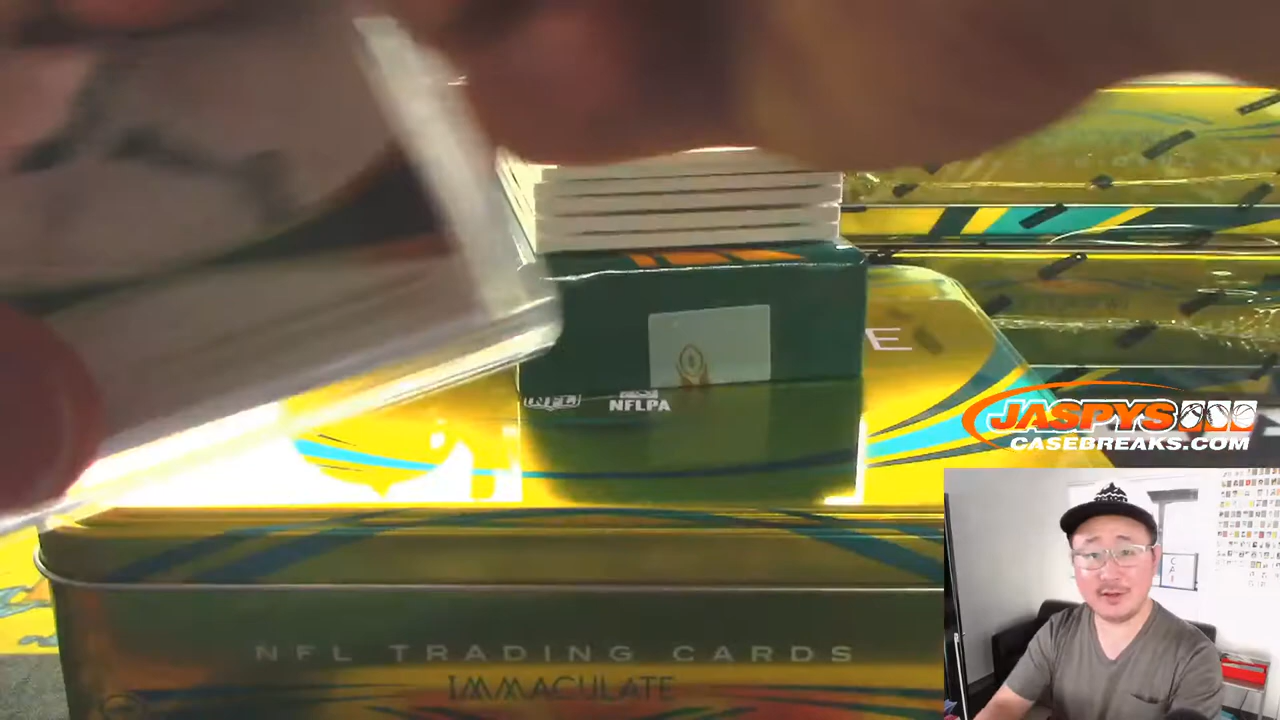 E
NFL
NFLPA
JASPYS
CASEBREAKS.COM
NFL TRADING CARDS
IMMACULATE